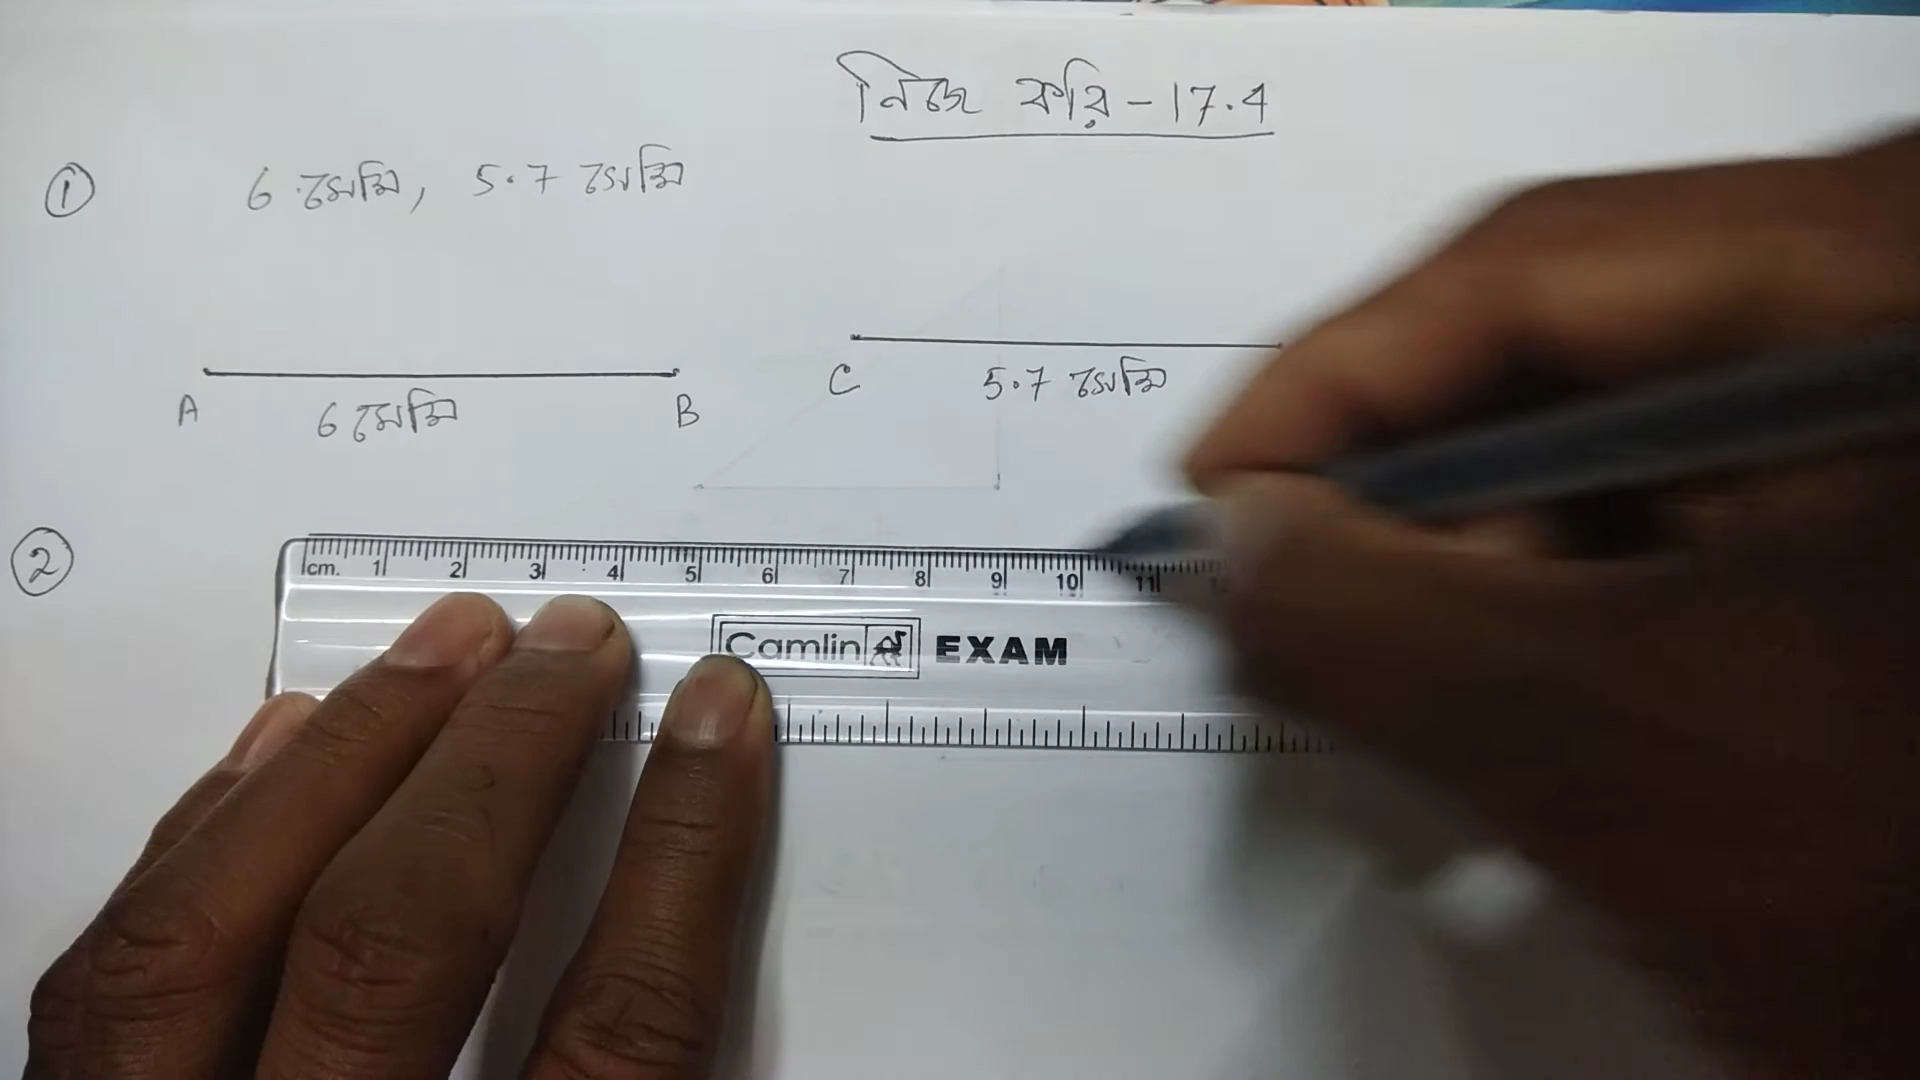 নিজে করি - 17.4
① 6 সেমি, 5.7 সেমি
A 6 সেমি B
C 5.7 সেমি
②
cm. 1 2 3 4 5 6 7 8 9 10 11
Camlin EXAM